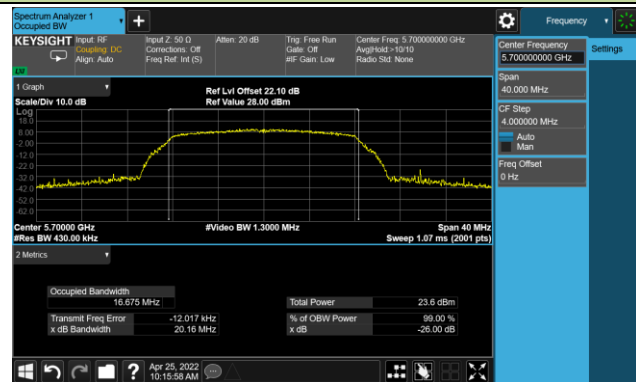 Spectrum Analyzer 1
Occupied BW
Frequency
KEYSIGHT
Input: RF
Coupling: DC
Align: Auto
Input Z: 50 Ω
Corrections: Off
Freq Ref: Int (S)
Atten: 20 dB
Trig: Free Run
Gate: Off
#IF Gain: Low
Center Freq: 5.700000000 GHz
Avg|Hold:>10/10
Radio Std: None
Center Frequency
5.700000000 GHz
Settings
Span
40.000 MHz
CF Step
4.000000 MHz
Auto
Man
Freq Offset
0 Hz
1 Graph
Scale/Div 10.0 dB
Ref Lvl Offset 22.10 dB
Ref Value 28.00 dBm
Log
18.0
8.00
-2.00
-12.0
-22.0
-32.0
-42.0
-52.0
-62.0
Center 5.70000 GHz
#Video BW 1.3000 MHz
Span 40 MHz
#Res BW 430.00 kHz
Sweep 1.07 ms (2001 pts)
2 Metrics
Occupied Bandwidth
16.675 MHz
Total Power 23.6 dBm
Transmit Freq Error -12.017 kHz
% of OBW Power 99.00 %
x dB Bandwidth 20.16 MHz
x dB -26.00 dB
?
Apr 25, 2022
10:15:58 AM